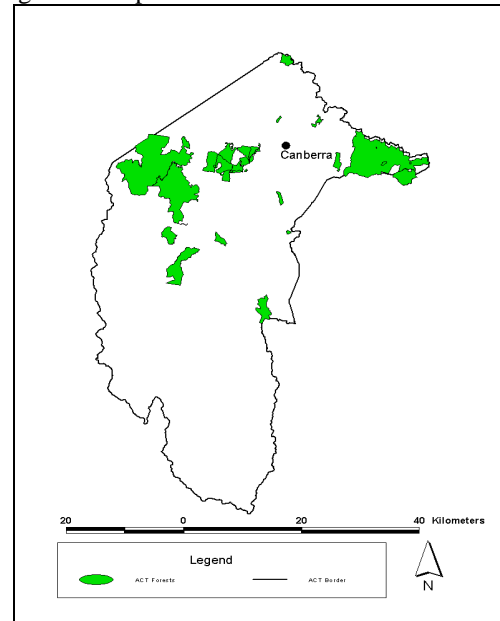 Canberra
20 0 20 40 Kilometers
Legend
ACT Forests ACT Border
N